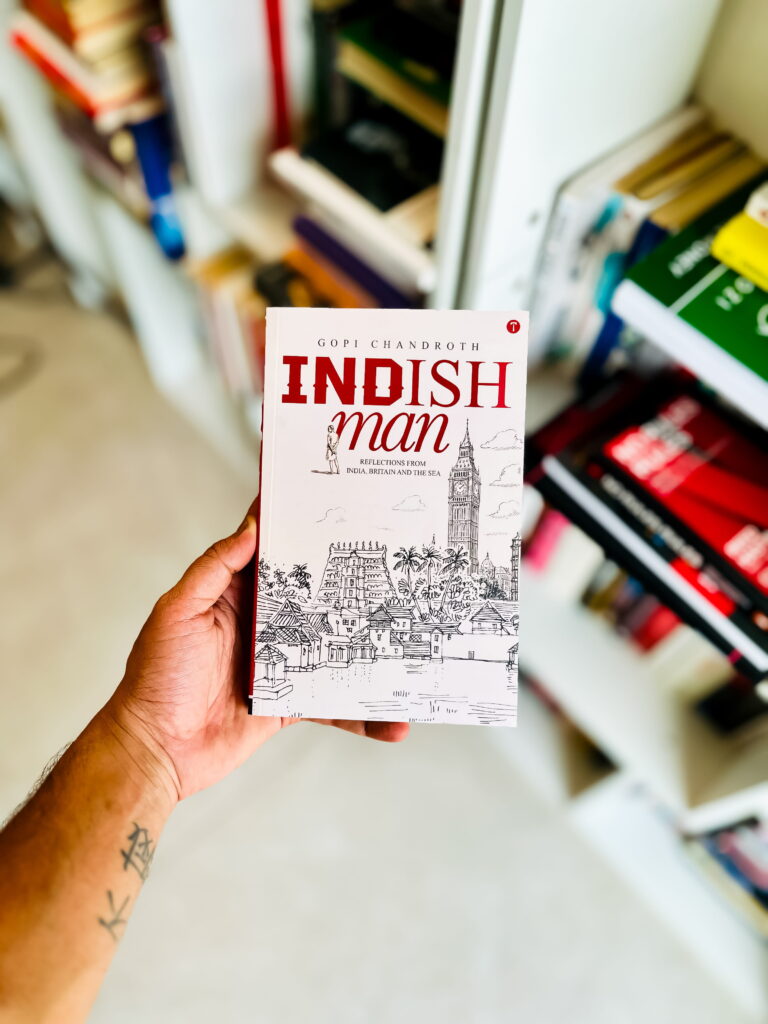 GOPI CHANDROTH
T
INDISH
man
REFLECTIONS FROM
INDIA, BRITAIN AND THE SEA